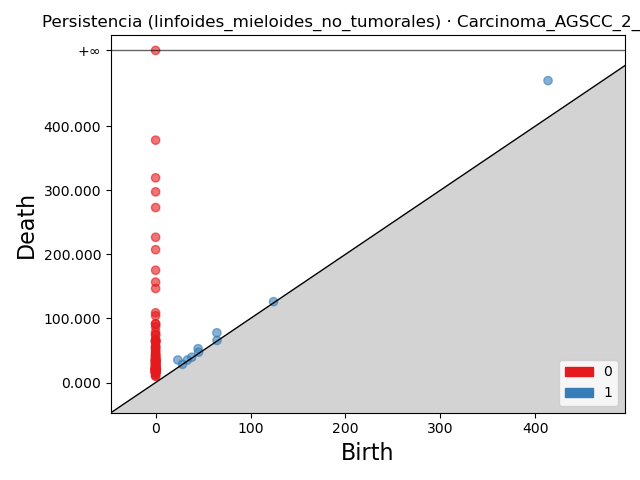 Persistencia (linfoides_mieloides_no_tumorales) · Carcinoma_AGSCC_2_
+∞
400.000
300.000
200.000
100.000
0.000
Death
0
1
0 100 200 300 400
Birth